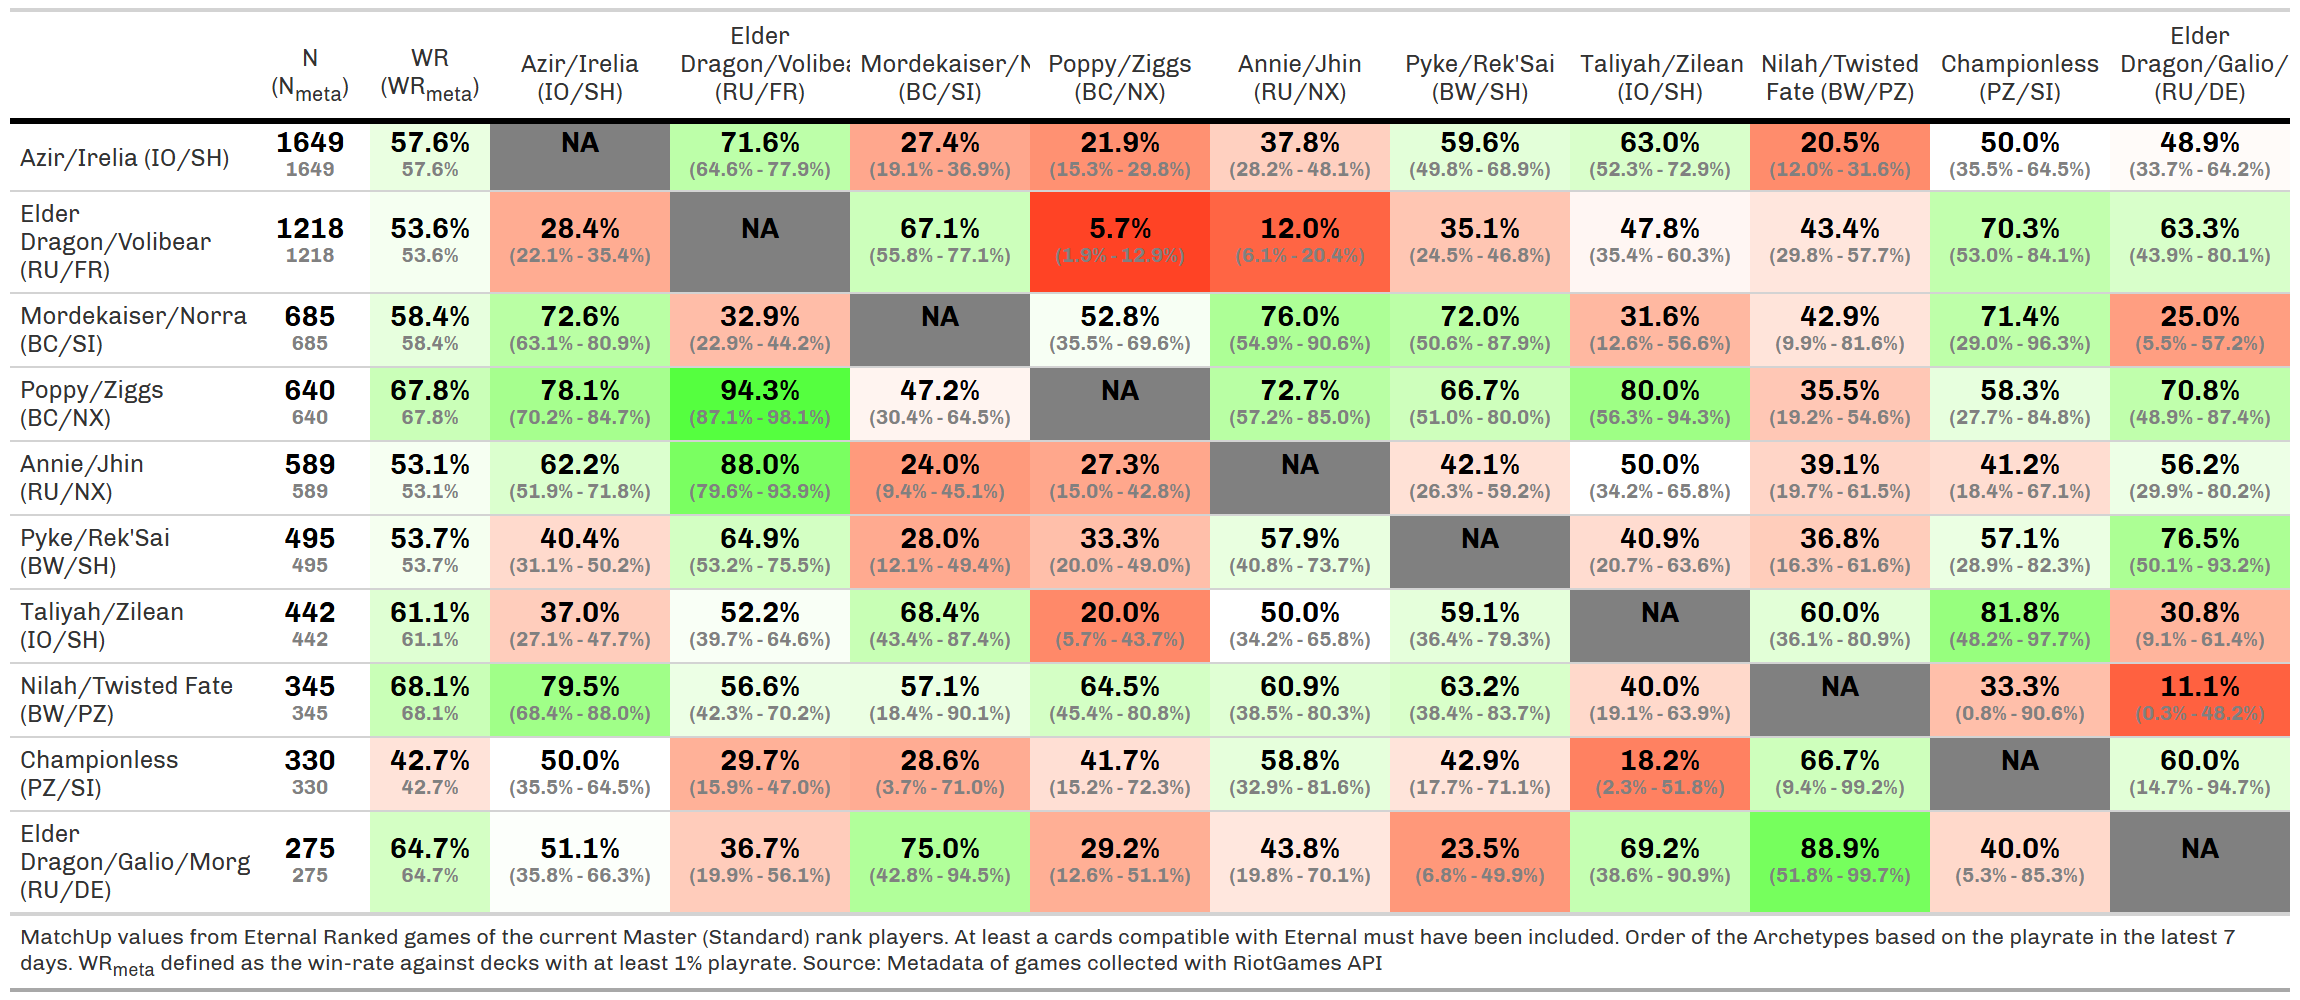 N (Nmeta) WR (WRmeta) Azir/Irelia (IO/SH) Elder Dragon/Volibea (RU/FR) Mordekaiser/N (BC/SI) Poppy/Ziggs (BC/NX) Annie/Jhin (RU/NX) Pyke/Rek'Sai (BW/SH) Taliyah/Zilean (IO/SH) Nilah/Twisted Fate (BW/PZ) Championless (PZ/SI) Elder Dragon/Galio/ (RU/DE)
Azir/Irelia (IO/SH) 1649 57.6% NA 71.6% 27.4% 21.9% 37.8% 59.6% 63.0% 20.5% 50.0% 48.9%
1649 57.6% (64.6% - 77.9%) (19.1% - 36.9%) (15.3% - 29.8%) (28.2% - 48.1%) (49.8% - 68.9%) (52.3% - 72.9%) (12.0% - 31.6%) (35.5% - 64.5%) (33.7% - 64.2%)
Elder
Dragon/Volibear 1218 53.6% 28.4% NA 67.1% 5.7% 12.0% 35.1% 47.8% 43.4% 70.3% 63.3%
(RU/FR) 1218 53.6% (22.1% - 35.4%) (55.8% - 77.1%) (1.9% - 12.9%) (6.1% - 20.4%) (24.5% - 46.8%) (35.4% - 60.3%) (29.8% - 57.7%) (53.0% - 84.1%) (43.9% - 80.1%)
Mordekaiser/Norra 685 58.4% 72.6% 32.9% NA 52.8% 76.0% 72.0% 31.6% 42.9% 71.4% 25.0%
(BC/SI) 685 58.4% (63.1% - 80.9%) (22.9% - 44.2%) (35.5% - 69.6%) (54.9% - 90.6%) (50.6% - 87.9%) (12.6% - 56.6%) (9.9% - 81.6%) (29.0% - 96.3%) (5.5% - 57.2%)
Poppy/Ziggs 640 67.8% 78.1% 94.3% 47.2% NA 72.7% 66.7% 80.0% 35.5% 58.3% 70.8%
(BC/NX) 640 67.8% (70.2% - 84.7%) (87.1% - 98.1%) (30.4% - 64.5%) (57.2% - 85.0%) (51.0% - 80.0%) (56.3% - 94.3%) (19.2% - 54.6%) (27.7% - 84.8%) (48.9% - 87.4%)
Annie/Jhin 589 53.1% 62.2% 88.0% 24.0% 27.3% NA 42.1% 50.0% 39.1% 41.2% 56.2%
(RU/NX) 589 53.1% (51.9% - 71.8%) (79.6% - 93.9%) (9.4% - 45.1%) (15.0% - 42.8%) (26.3% - 59.2%) (34.2% - 65.8%) (19.7% - 61.5%) (18.4% - 67.1%) (29.9% - 80.2%)
Pyke/Rek'Sai 495 53.7% 40.4% 64.9% 28.0% 33.3% 57.9% NA 40.9% 36.8% 57.1% 76.5%
(BW/SH) 495 53.7% (31.1% - 50.2%) (53.2% - 75.5%) (12.1% - 49.4%) (20.0% - 49.0%) (40.8% - 73.7%) (20.7% - 63.6%) (16.3% - 61.6%) (28.9% - 82.3%) (50.1% - 93.2%)
Taliyah/Zilean 442 61.1% 37.0% 52.2% 68.4% 20.0% 50.0% 59.1% NA 60.0% 81.8% 30.8%
(IO/SH) 442 61.1% (27.1% - 47.7%) (39.7% - 64.6%) (43.4% - 87.4%) (5.7% - 43.7%) (34.2% - 65.8%) (36.4% - 79.3%) (36.1% - 80.9%) (48.2% - 97.7%) (9.1% - 61.4%)
Nilah/Twisted Fate 345 68.1% 79.5% 56.6% 57.1% 64.5% 60.9% 63.2% 40.0% NA 33.3% 11.1%
(BW/PZ) 345 68.1% (68.4% - 88.0%) (42.3% - 70.2%) (18.4% - 90.1%) (45.4% - 80.8%) (38.5% - 80.3%) (38.4% - 83.7%) (19.1% - 63.9%) (0.8% - 90.6%) (0.3% - 48.2%)
Championless 330 42.7% 50.0% 29.7% 28.6% 41.7% 58.8% 42.9% 18.2% 66.7% NA 60.0%
(PZ/SI) 330 42.7% (35.5% - 64.5%) (15.9% - 47.0%) (3.7% - 71.0%) (15.2% - 72.3%) (32.9% - 81.6%) (17.7% - 71.1%) (2.3% - 51.8%) (9.4% - 99.2%) (14.7% - 94.7%)
Elder
Dragon/Galio/Morg 275 64.7% 51.1% 36.7% 75.0% 29.2% 43.8% 23.5% 69.2% 88.9% 40.0% NA
(RU/DE) 275 64.7% (35.8% - 66.3%) (19.9% - 56.1%) (42.8% - 94.5%) (12.6% - 51.1%) (19.8% - 70.1%) (6.8% - 49.9%) (38.6% - 90.9%) (51.8% - 99.7%) (5.3% - 85.3%)
MatchUp values from Eternal Ranked games of the current Master (Standard) rank players. At least a cards compatible with Eternal must have been included. Order of the Archetypes based on the playrate in the latest 7
days. WRmeta defined as the win-rate against decks with at least 1% playrate. Source: Metadata of games collected with RiotGames API